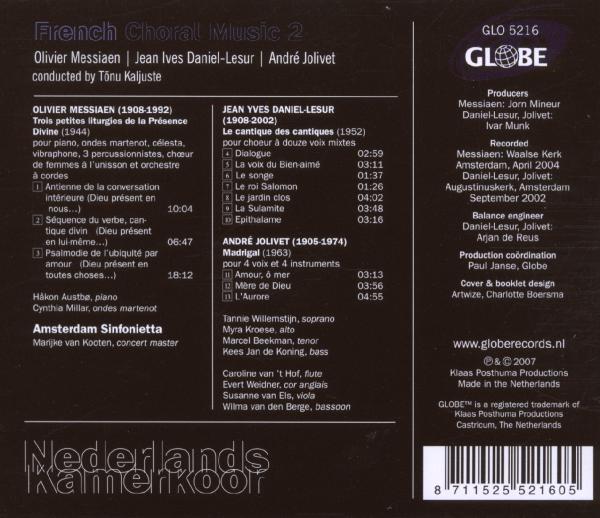 French Choral Music 2
Olivier Messiaen | Jean Ives Daniel-Lesur | André Jolivet
conducted by Tõnu Kaljuste
OLIVIER MESSIAEN (1908-1992)
Trois petites liturgies de la Présence
Divine (1944)
pour piano, ondes martenot, célesta,
vibraphone, 3 percussionistes, chœur
de femmes à l'unisson et orchestre
à cordes
1 Antienne de la conversation
intérieure (Dieu présent en
nous...) 10:04
2 Séquence du verbe, can-
tique divin (Dieu présent
en lui-même...) 06:47
3 Psalmodie de l'ubiquité par
amour (Dieu présent en
toutes choses...) 18:12
Håkon Austbø, piano
Cynthia Millar, ondes martenot
Amsterdam Sinfonietta
Marijke van Kooten, concert master
JEAN YVES DANIEL-LESUR
(1908-2002)
Le cantique des cantiques (1952)
pour choeur à douze voix mixtes
4 Dialogue 02:59
5 La voix du Bien-aimé 03:11
6 Le songe 01:37
7 Le roi Salomon 01:26
8 Le jardin clos 04:02
9 La Sulamite 03:48
10 Epithalame 03:16
ANDRÉ JOLIVET (1905-1974)
Madrigal (1963)
pour 4 voix et 4 instruments
11 Amour, ô mer 03:13
12 Mère de Dieu 03:56
13 L'Aurore 04:55
Tannie Willemstijn, soprano
Myra Kroese, alto
Marcel Beekman, tenor
Kees Jan de Koning, bass
Caroline van 't Hof, flute
Evert Weidner, cor anglais
Susanne van Els, viola
Wilma van den Berge, bassoon
GLO 5216
GLOBE
Producers
Messiaen: Jorn Mineur
Daniel-Lesur, Jolivet:
Ivar Munk
Recorded
Messiaen: Waalse Kerk
Amsterdam, April 2004
Daniel-Lesur, Jolivet:
Augustinuskerk, Amsterdam
September 2002
Balance engineer
Daniel-Lesur, Jolivet:
Arjan de Reus
Production coördination
Paul Janse, Globe
Cover & booklet design
Artwize, Charlotte Boersma
www.globerecords.nl
℗ & © 2007
Klaas Posthuma Productions
Made in the Netherlands
GLOBE™ is a registered trademark of
Klaas Posthuma Productions
Castricum, The Netherlands
8 711525 521605
Nederlands
Kamerkoor